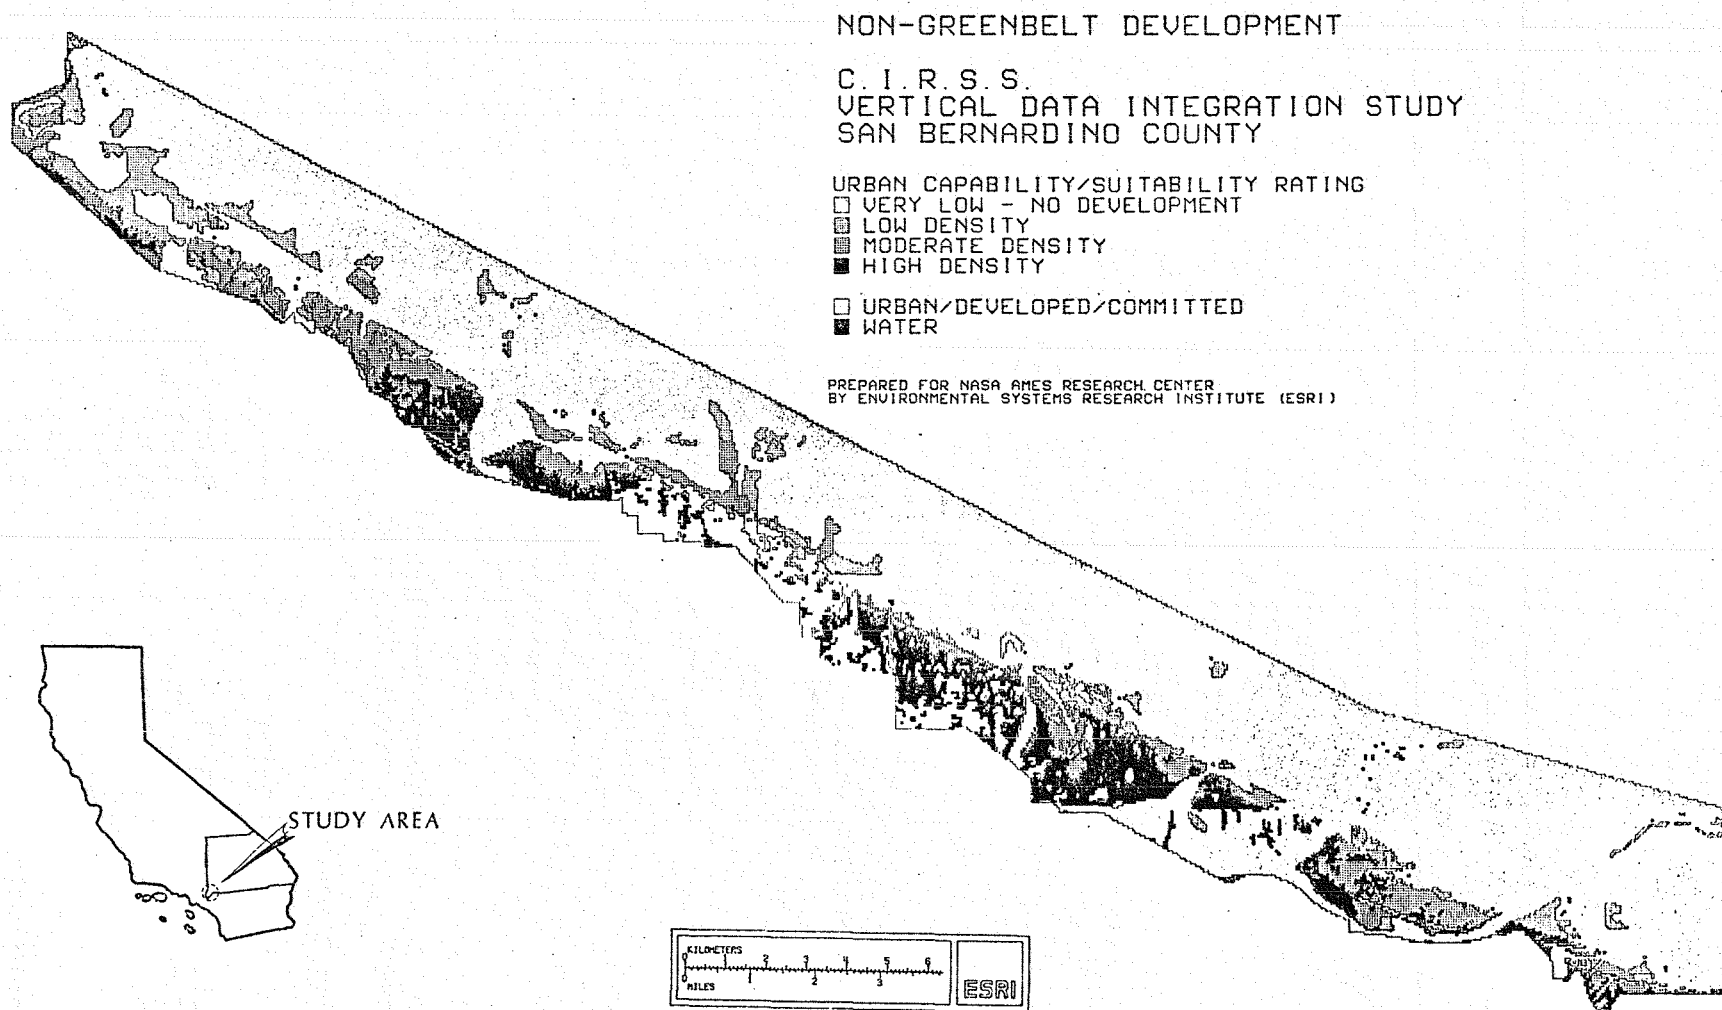 NON-GREENBELT DEVELOPMENT
C.I.R.S.S.
VERTICAL DATA INTEGRATION STUDY
SAN BERNARDINO COUNTY
URBAN CAPABILITY/SUITABILITY RATING
VERY LOW - NO DEVELOPMENT
LOW DENSITY
MODERATE DENSITY
HIGH DENSITY
URBAN/DEVELOPED/COMMITTED
WATER
PREPARED FOR NASA AMES RESEARCH CENTER
BY ENVIRONMENTAL SYSTEMS RESEARCH INSTITUTE (ESRI)
STUDY AREA
KILOMETERS
0 1 2 3 4 5 6
0 1 2 3
MILES
ESRI